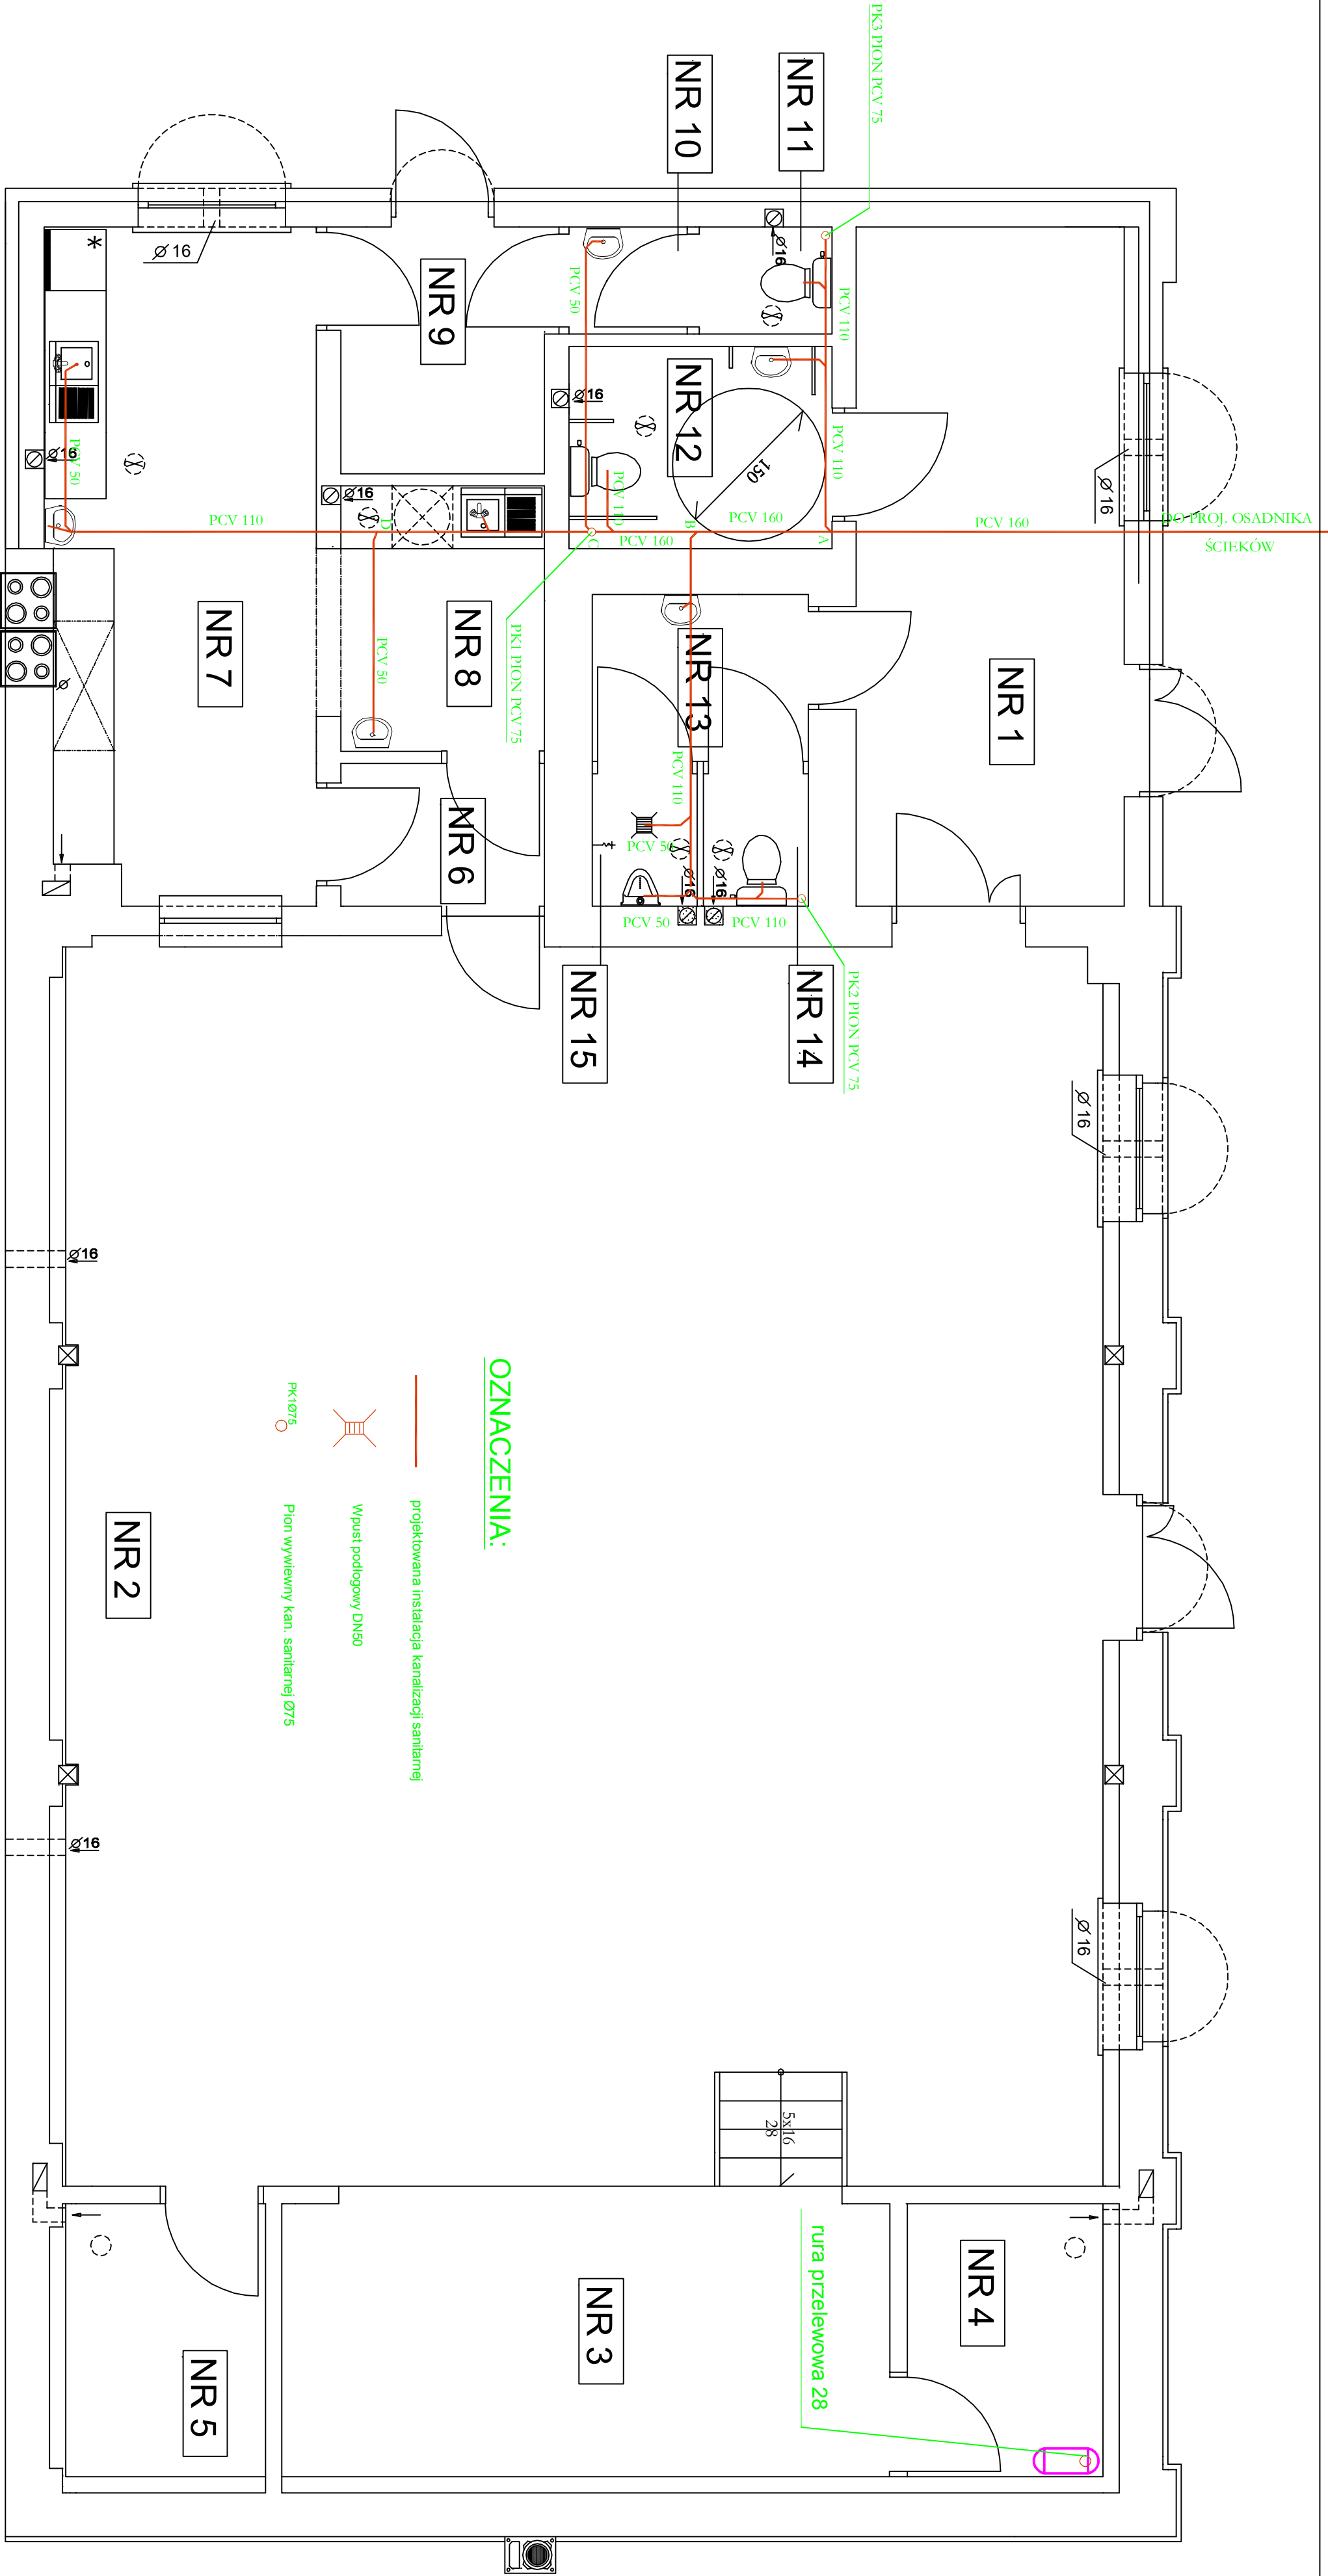 PK3 PION PCV 75
NR 11
NR 10
Ø 16
NR 9
PCV 50
Ø16
PCV 110
NR 12
Ø16
150
PCV 110
Ø 16
PCV 50
Ø16
Ø16
PCV 110
D
PCV 110
C
PCV 160
B
PCV 160
A
PCV 160
DO PROJ. OSADNIKA
ŚCIEKÓW
NR 7
PCV 50
NR 8
PK1 PION PCV 75
NR 13
NR 1
Ø
PCV 110
NR 6
PCV 50
Ø16
Ø16
PCV 50
PCV 110
NR 15
NR 14
PK2 PION PCV 75
Ø 16
Ø16
OZNACZENIA:
projektowana instalacja kanalizacji sanitarnej
Wpust podłogowy DN50
PK1Ø75
Pion wywiewny kan. sanitarnej Ø75
NR 2
Ø16
Ø 16
5x16
28
rura przelewowa 28
NR 4
NR 3
NR 5